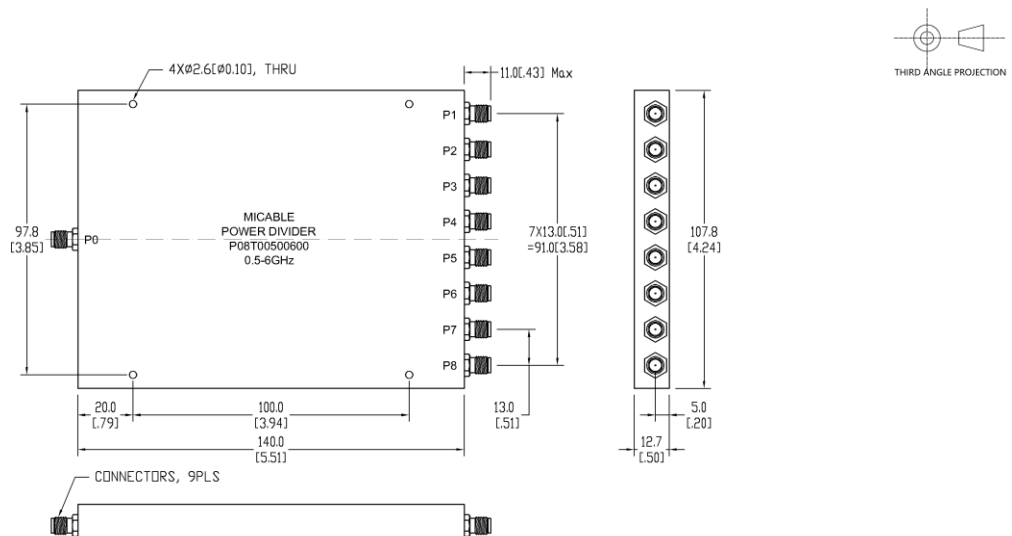 THIRD ANGLE PROJECTION
4XØ2.6[Ø0.10], THRU
11.0[.43] Max
P1
P2
P3
P4
P5
P6
P7
P8
P0
MICABLE
POWER DIVIDER
P08T00500600
0.5-6GHz
97.8
[3.85]
7X13.0[.51]
=91.0[3.58]
107.8
[4.24]
20.0
[.79]
100.0
[3.94]
13.0
[.51]
5.0
[.20]
140.0
[5.51]
12.7
[.50]
CONNECTORS, 9PLS